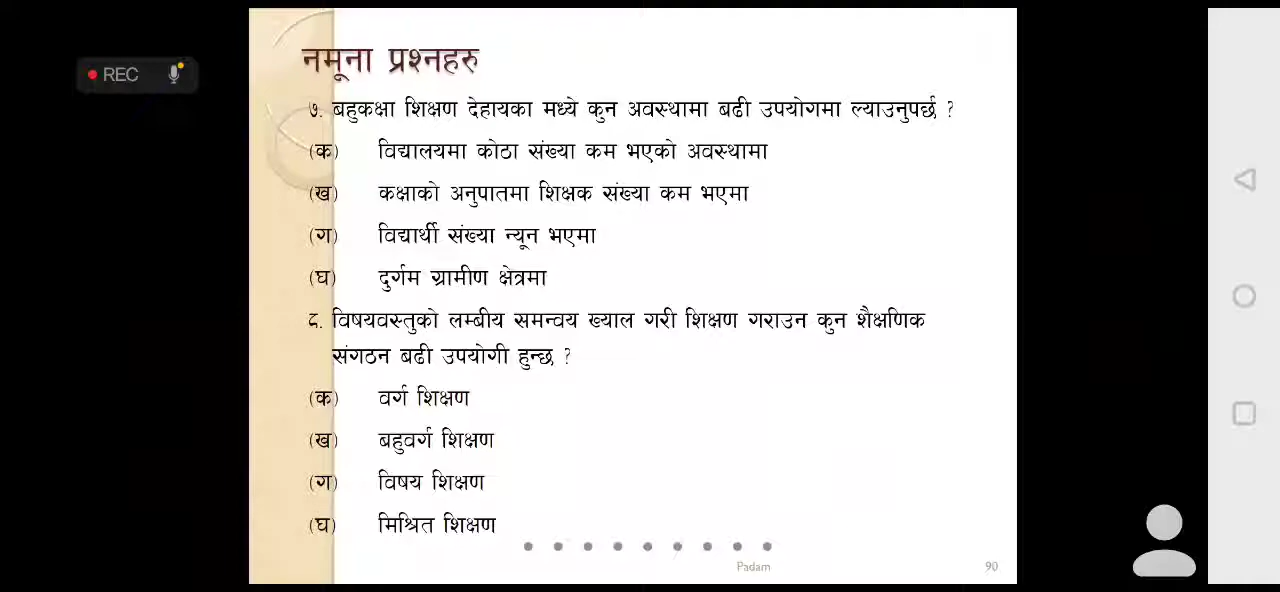 REC
नमूना प्रश्नहरु
७. बहुकक्षा शिक्षण देहायका मध्ये कुन अवस्थामा बढी उपयोगमा ल्याउनुपर्छ ?
(क) विद्यालयमा कोठा संख्या कम भएको अवस्थामा
(ख) कक्षाको अनुपातमा शिक्षक संख्या कम भएमा
(ग) विद्यार्थी संख्या न्यून भएमा
(घ) दुर्गम ग्रामीण क्षेत्रमा
८. विषयवस्तुको लम्बीय समन्वय ख्याल गरी शिक्षण गराउन कुन शैक्षणिक
संगठन बढी उपयोगी हुन्छ ?
(क) वर्ग शिक्षण
(ख) बहुवर्ग शिक्षण
(ग) विषय शिक्षण
(घ) मिश्रित शिक्षण
Padam 90